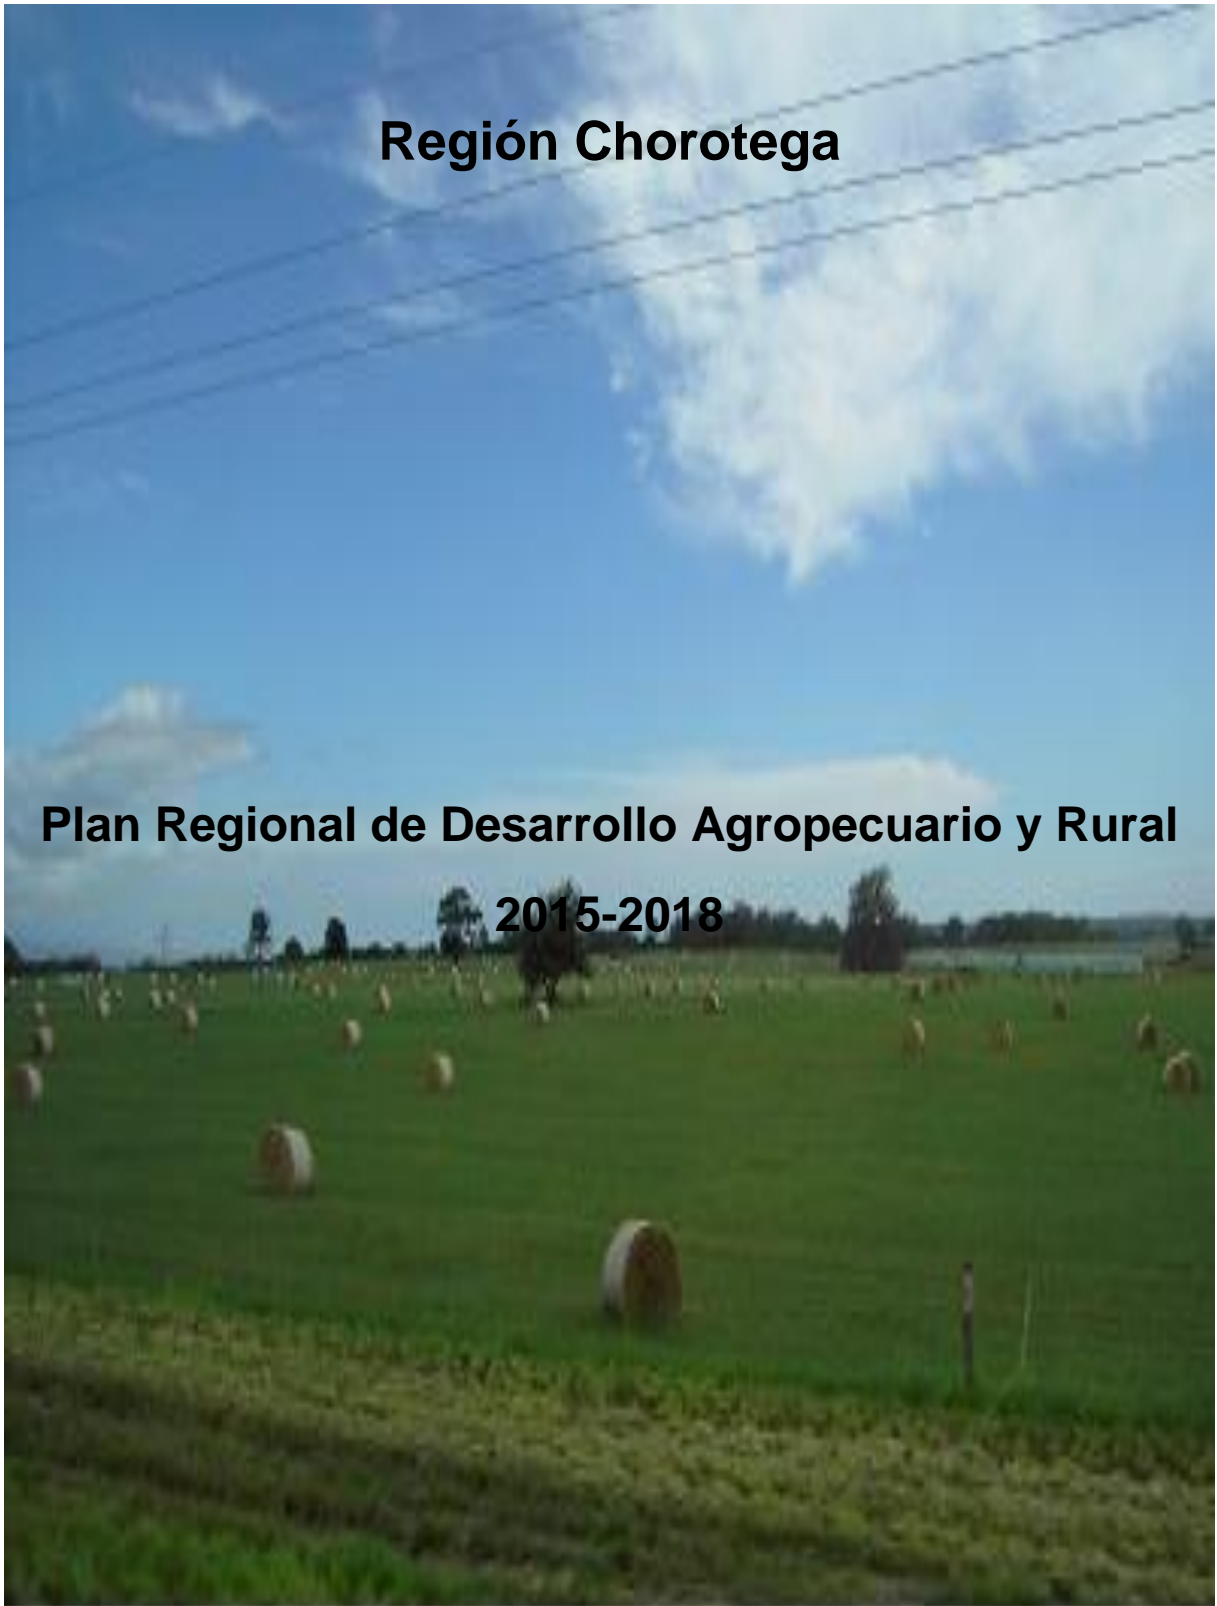 Región Chorotega
Plan Regional de Desarrollo Agropecuario y Rural
2015-2018